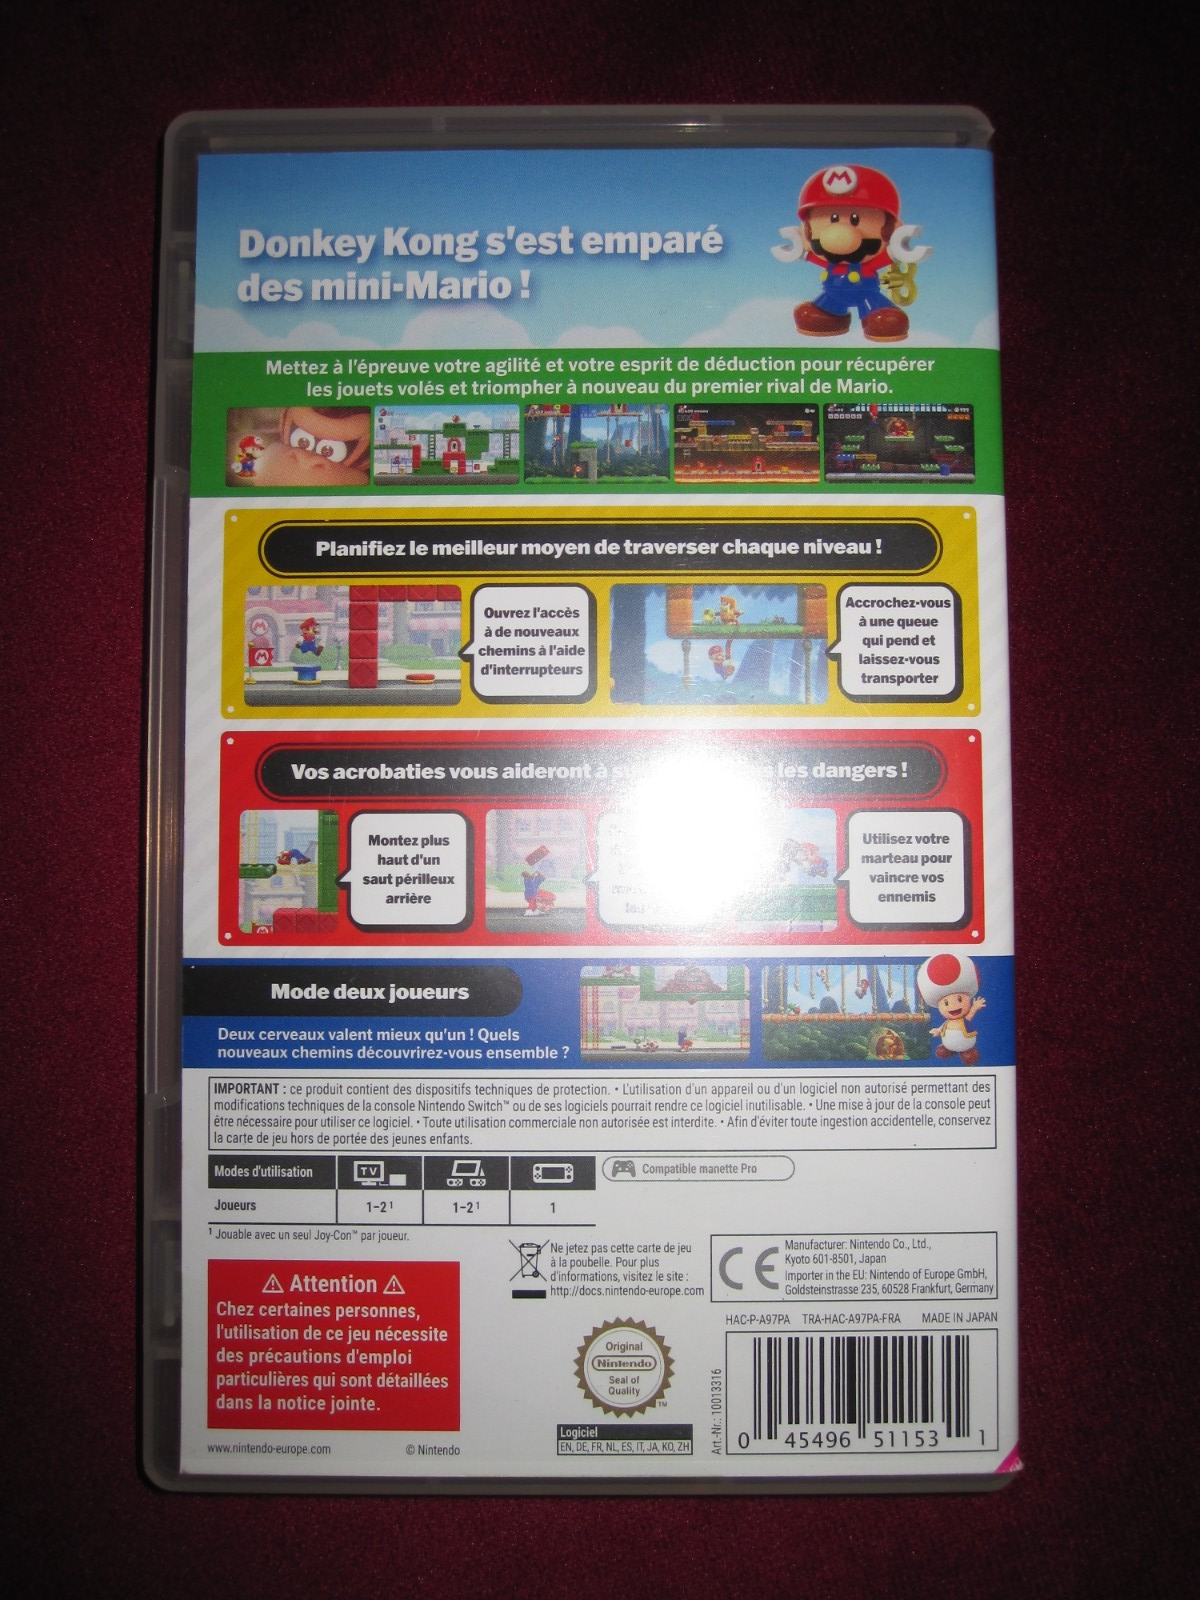 Donkey Kong s'est emparé
des mini-Mario !
Mettez à l'épreuve votre agilité et votre esprit de déduction pour récupérer
les jouets volés et triompher à nouveau du premier rival de Mario.
Planifiez le meilleur moyen de traverser chaque niveau !
Ouvrez l'accès
à de nouveaux
chemins à l'aide
d'interrupteurs
Accrochez-vous
à une queue
qui pend et
laissez-vous
transporter
Vos acrobaties vous aideront à les dangers !
Montez plus
haut d'un
saut périlleux
arrière
Utilisez votre
marteau pour
vaincre vos
ennemis
Mode deux joueurs
Deux cerveaux valent mieux qu'un ! Quels
nouveaux chemins découvrirez-vous ensemble ?
IMPORTANT : ce produit contient des dispositifs techniques de protection. • L'utilisation d'un appareil ou d'un logiciel non autorisé permettant des
modifications techniques de la console Nintendo Switch™ ou de ses logiciels pourrait rendre ce logiciel inutilisable. • Une mise à jour de la console peut
être nécessaire pour utiliser ce logiciel. • Toute utilisation commerciale non autorisée est interdite. • Afin d'éviter toute ingestion accidentelle, conservez
la carte de jeu hors de portée des jeunes enfants.
Modes d'utilisation TV
Compatible manette Pro
Joueurs 1-2¹ 1-2¹ 1
¹ Jouable avec un seul Joy-Con™ par joueur.
Attention
Chez certaines personnes,
l'utilisation de ce jeu nécessite
des précautions d'emploi
particulières qui sont détaillées
dans la notice jointe.
www.nintendo-europe.com © Nintendo
Ne jetez pas cette carte de jeu
à la poubelle. Pour plus
d'informations, visitez le site :
http://docs.nintendo-europe.com
CE
Manufacturer: Nintendo Co., Ltd.,
Kyoto 601-8501, Japan
Importer in the EU: Nintendo of Europe GmbH,
Goldsteinstrasse 235, 60528 Frankfurt, Germany
HAC-P-A97PA TRA-HAC-A97PA-FRA MADE IN JAPAN
Original
Nintendo
Seal of
Quality
TM
Logiciel
EN, DE, FR, NL, ES, IT, JA, KO, ZH
Art.-Nr.: 10013316
0 45496 51153 1